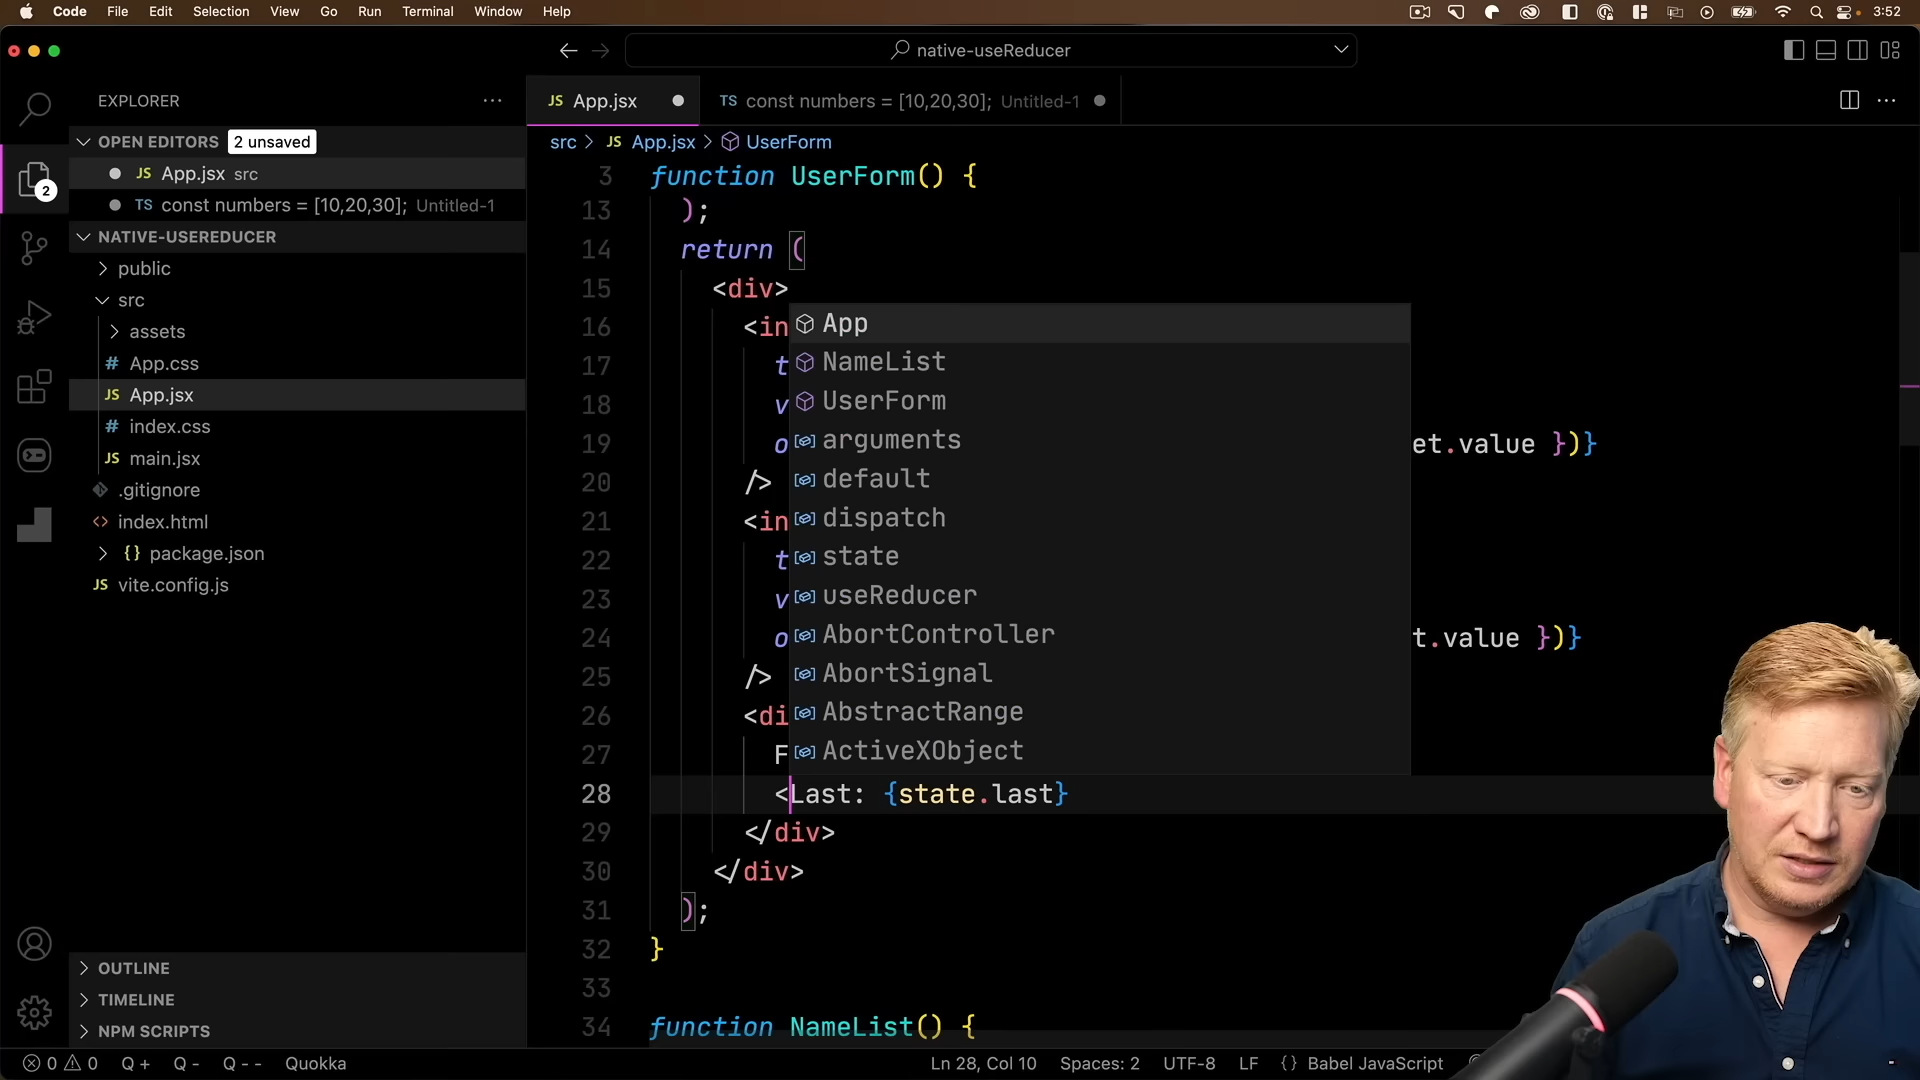 Code File Edit Selection View Go Run Terminal Window Help 3:52
native-useReducer
EXPLORER
OPEN EDITORS 2 unsaved
JS App.jsx src
TS const numbers = [10,20,30]; Untitled-1
2
NATIVE-USEREDUCER
public
src
assets
# App.css
JS App.jsx
# index.css
JS main.jsx
.gitignore
<> index.html
{} package.json
JS vite.config.js
OUTLINE
TIMELINE
NPM SCRIPTS
JS App.jsx
TS const numbers = [10,20,30]; Untitled-1
src > JS App.jsx > UserForm
3 function UserForm() {
13 );
14 return (
15 <div>
16 <in
17 t
18 v
19 o et.value })}
20 />
21 <in
22 t
23 v
24 o t.value })}
25 />
26 <di
27 F
28 <Last: {state.last}
29 </div>
30 </div>
31 );
32 }
33
34 function NameList() {
App
NameList
UserForm
arguments
default
dispatch
state
useReducer
AbortController
AbortSignal
AbstractRange
ActiveXObject
0 0 Q + Q - Q - - Quokka Ln 28, Col 10 Spaces: 2 UTF-8 LF {} Babel JavaScript